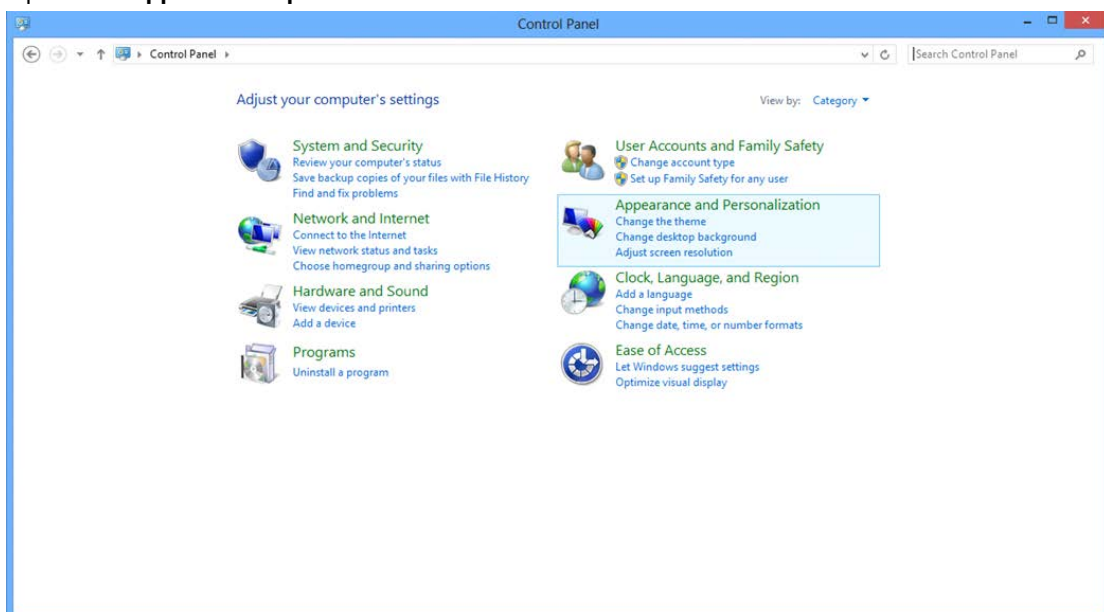 Control Panel
Control Panel
Search Control Panel
Adjust your computer's settings
View by: Category
System and Security
Review your computer's status
Save backup copies of your files with File History
Find and fix problems
Network and Internet
Connect to the Internet
View network status and tasks
Choose homegroup and sharing options
Hardware and Sound
View devices and printers
Add a device
Programs
Uninstall a program
User Accounts and Family Safety
Change account type
Set up Family Safety for any user
Appearance and Personalization
Change the theme
Change desktop background
Adjust screen resolution
Clock, Language, and Region
Add a language
Change input methods
Change date, time, or number formats
Ease of Access
Let Windows suggest settings
Optimize visual display